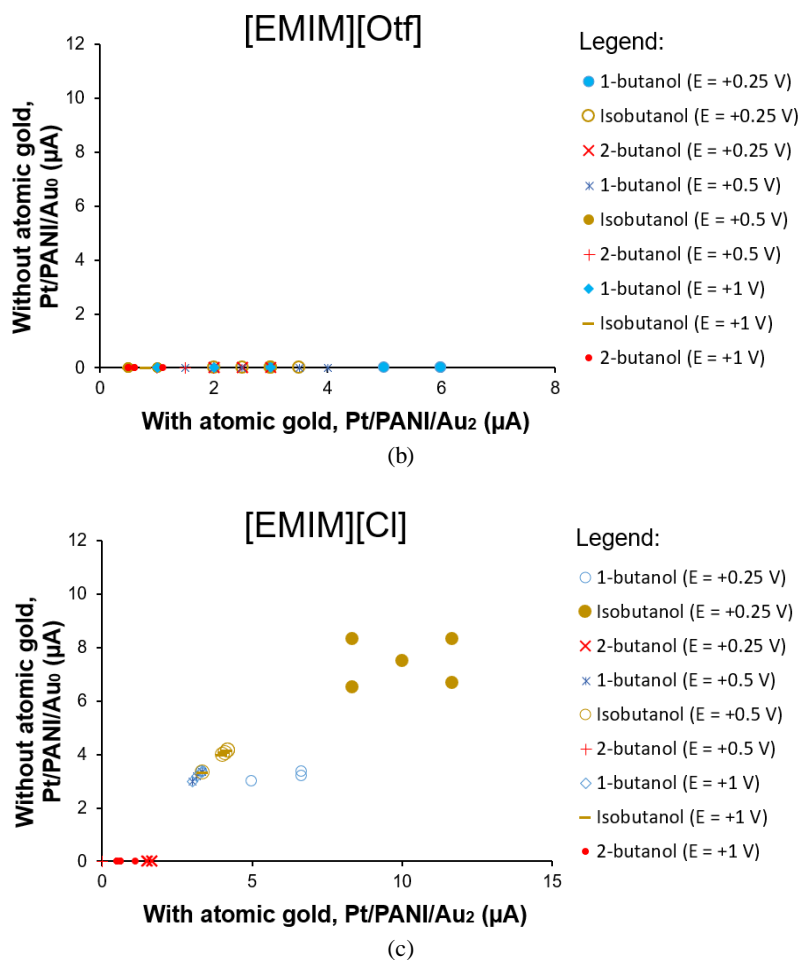 [EMIM][Otf]
Without atomic gold,
Pt/PANI/Au₀ (µA)
12
10
8
6
4
2
0
0 2 4 6 8
With atomic gold, Pt/PANI/Au₂ (µA)
Legend:
1-butanol (E = +0.25 V)
Isobutanol (E = +0.25 V)
2-butanol (E = +0.25 V)
1-butanol (E = +0.5 V)
Isobutanol (E = +0.5 V)
2-butanol (E = +0.5 V)
1-butanol (E = +1 V)
Isobutanol (E = +1 V)
2-butanol (E = +1 V)
(b)
[EMIM][Cl]
Without atomic gold,
Pt/PANI/Au₀ (µA)
12
10
8
6
4
2
0
0 5 10 15
With atomic gold, Pt/PANI/Au₂ (µA)
Legend:
1-butanol (E = +0.25 V)
Isobutanol (E = +0.25 V)
2-butanol (E = +0.25 V)
1-butanol (E = +0.5 V)
Isobutanol (E = +0.5 V)
2-butanol (E = +0.5 V)
1-butanol (E = +1 V)
Isobutanol (E = +1 V)
2-butanol (E = +1 V)
(c)